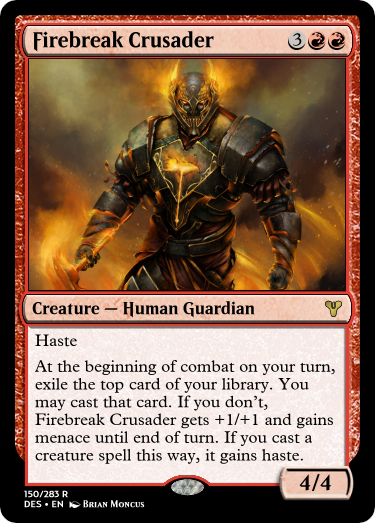 Firebreak Crusader 3
Creature — Human Guardian
Haste
At the beginning of combat on your turn,
exile the top card of your library. You
may cast that card. If you don't,
Firebreak Crusader gets +1/+1 and gains
menace until end of turn. If you cast a
creature spell this way, it gains haste.
4/4
150/283 R
DES • EN Brian Moncus